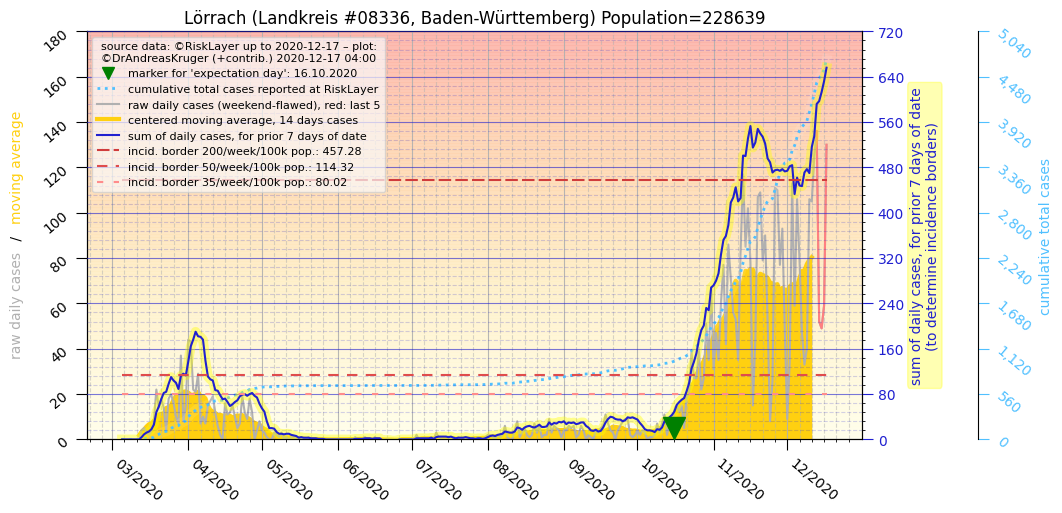 Lörrach (Landkreis #08336, Baden-Württemberg) Population=228639
source data: ©RiskLayer up to 2020-12-17 – plot:
©DrAndreasKruger (+contrib.) 2020-12-17 04:00
marker for 'expectation day': 16.10.2020
cumulative total cases reported at RiskLayer
raw daily cases (weekend-flawed), red: last 5
centered moving average, 14 days cases
sum of daily cases, for prior 7 days of date
incid. border 200/week/100k pop.: 457.28
incid. border 50/week/100k pop.: 114.32
incid. border 35/week/100k pop.: 80.02
raw daily cases / moving average
180
160
140
120
100
80
60
40
20
0
03/2020
04/2020
05/2020
06/2020
07/2020
08/2020
09/2020
10/2020
11/2020
12/2020
720
640
560
480
400
320
240
160
80
0
sum of daily cases, for prior 7 days of date
(to determine incidence borders)
5,040
4,480
3,920
3,360
2,800
2,240
1,680
1,120
560
0
cumulative total cases